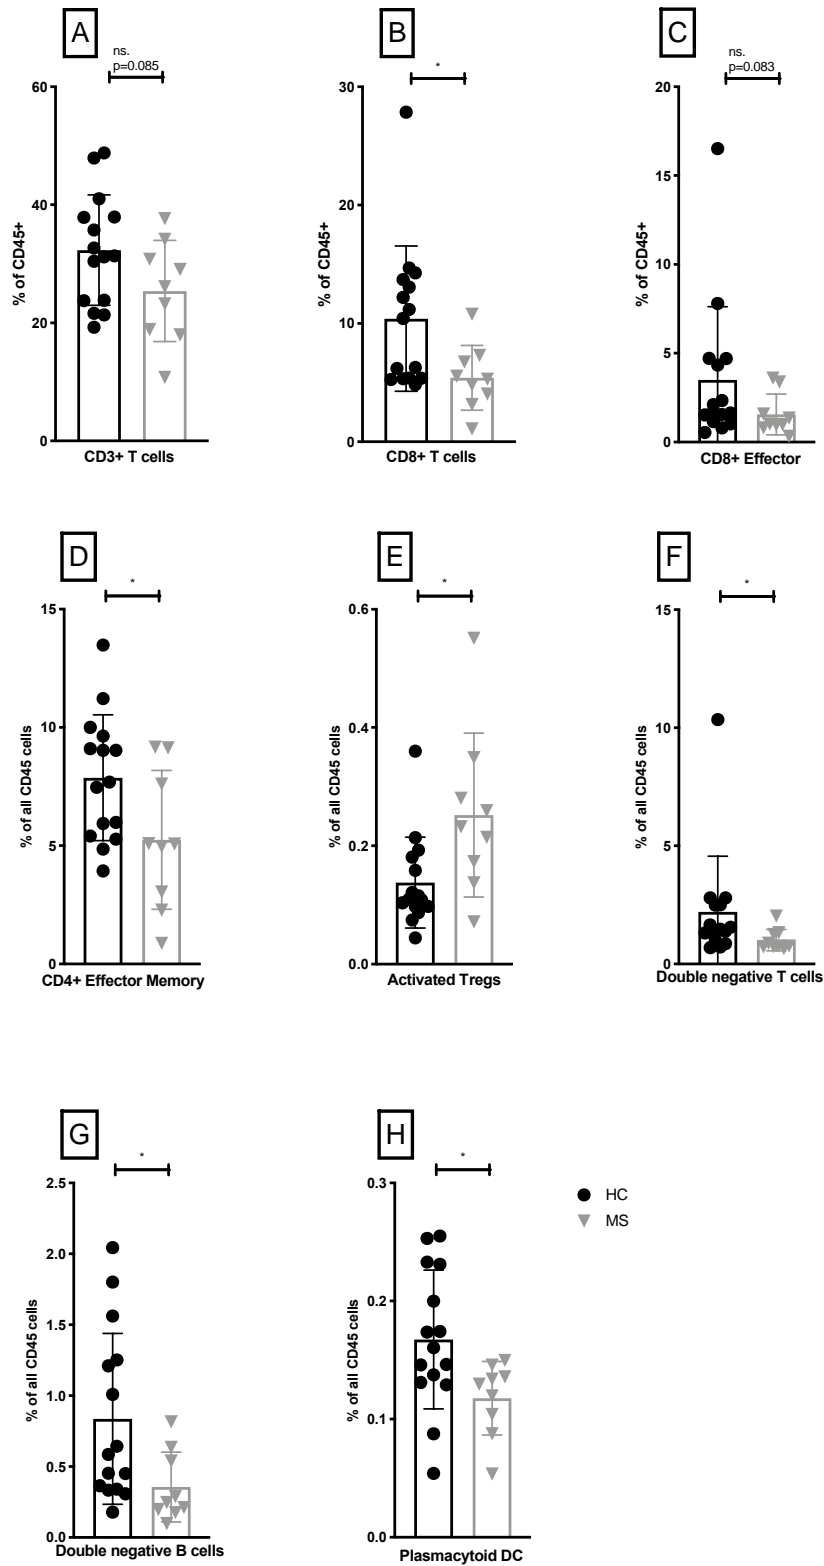 A
B
C
ns.
p=0.085
*
ns.
p=0.083
60
40
20
0
% of CD45+
CD3+ T cells
30
20
10
0
% of CD45+
CD8+ T cells
20
15
10
5
0
% of CD45+
CD8+ Effector
D
E
F
*
*
*
15
10
5
0
% of all CD45 cells
CD4+ Effector Memory
0.6
0.4
0.2
0.0
% of all CD45 cells
Activated Tregs
15
10
5
0
% of all CD45 cells
Double negative T cells
G
H
*
*
2.5
2.0
1.5
1.0
0.5
0.0
% of all CD45 cells
Double negative B cells
0.3
0.2
0.1
0.0
% of all CD45 cells
Plasmacytoid DC
HC
MS